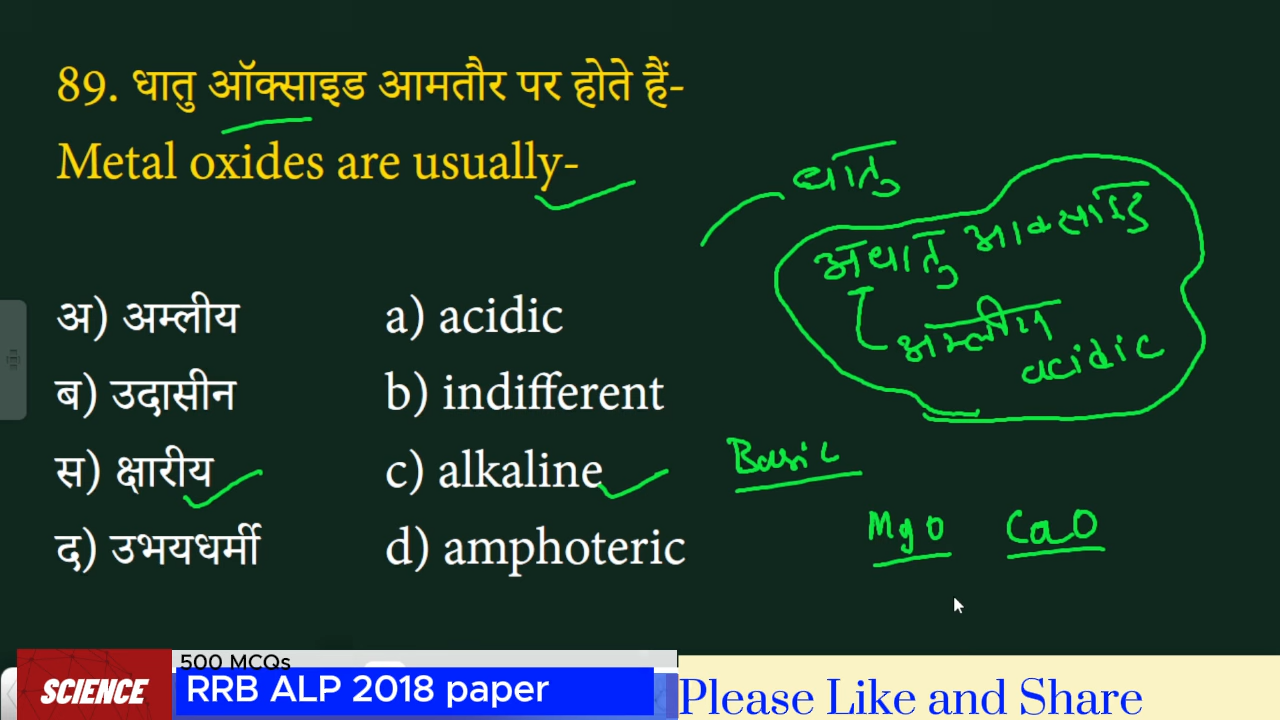 89. धातु ऑक्साइड आमतौर पर होते हैं-
Metal oxides are usually-
अ) अम्लीय a) acidic
ब) उदासीन b) indifferent
स) क्षारीय c) alkaline
द) उभयधर्मी d) amphoteric
धातु
अधातु आक्साइड
अम्लीय
acidic
Basic
MgO CaO
SCIENCE
500 MCQs
RRB ALP 2018 paper
Please Like and Share